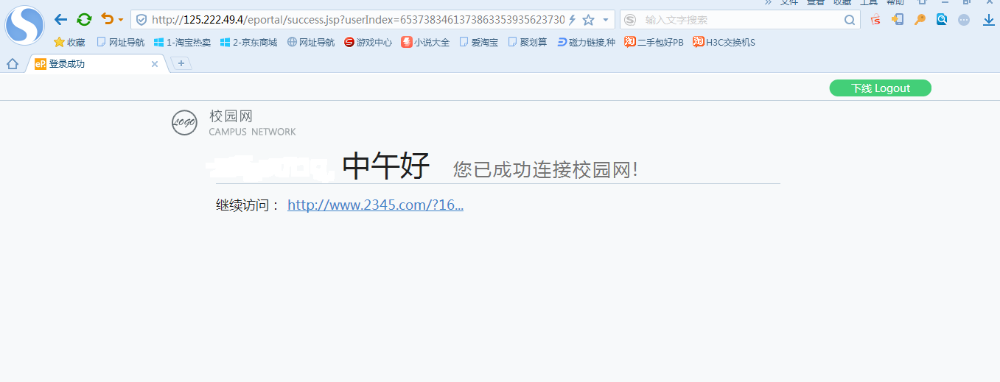 文件 查看 收藏 工具 帮助
http://125.222.49.4/eportal/success.jsp?userIndex=6537383461373863353935623730
输入文字搜索
收藏 网址导航 1-淘宝热卖 2-京东商城 网址导航 游戏中心 小说大全 爱淘宝 聚划算 磁力链接,种 二手包好PB H3C交换机S
eP. 登录成功
下线 Logout
LOGO 校园网
CAMPUS NETWORK
中午好 您已成功连接校园网!
继续访问： http://www.2345.com/?16...